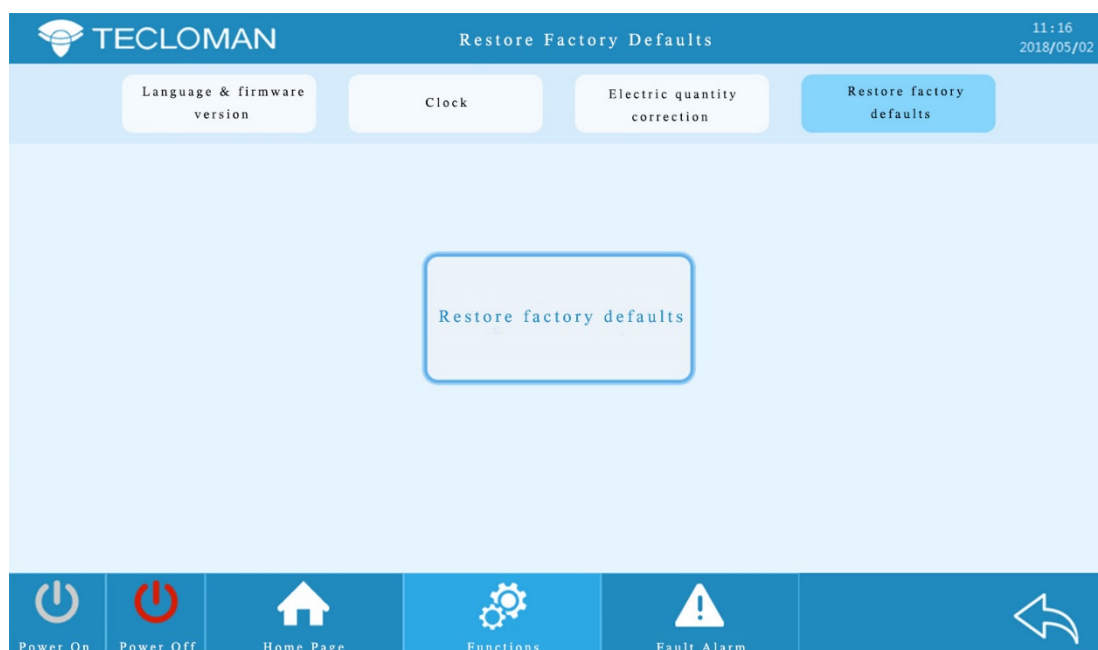 TECLOMAN
Restore Factory Defaults
11:16
2018/05/02
Language & firmware
version
Clock
Electric quantity
correction
Restore factory
defaults
Restore factory defaults
Power On
Power Off
Home Page
Functions
Fault Alarm